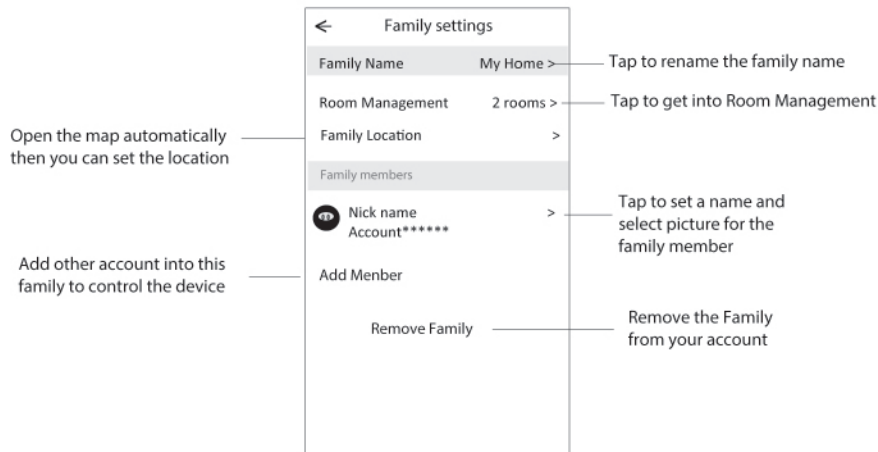 Family settings
Family Name My Home >
Tap to rename the family name
Room Management 2 rooms >
Tap to get into Room Management
Open the map automatically
then you can set the location
Family Location >
Family members
Nick name >
Account******
Tap to set a name and
select picture for the
family member
Add other account into this
family to control the device
Add Menber
Remove Family
Remove the Family
from your account